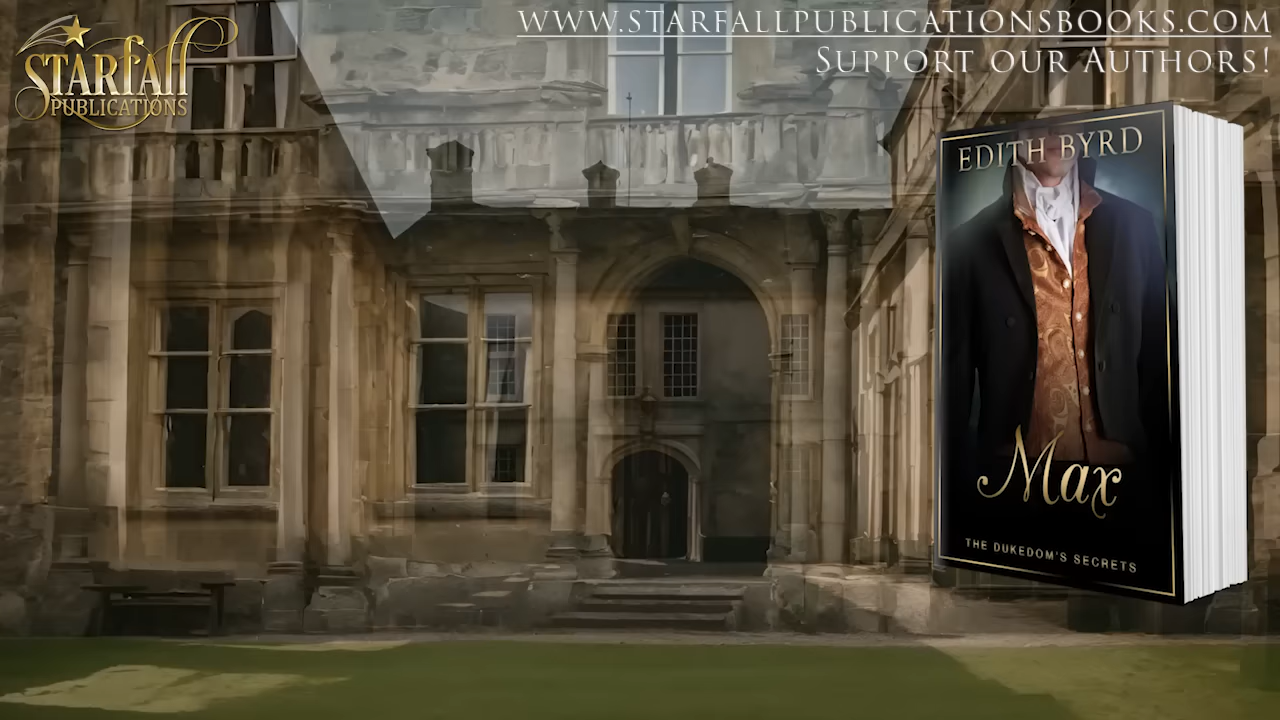 STARfall
PUBLICATIONS
www.starfallpublicationsbooks.com
Support our Authors!
EDITH BYRD
Max
THE DUKEDOM'S SECRETS